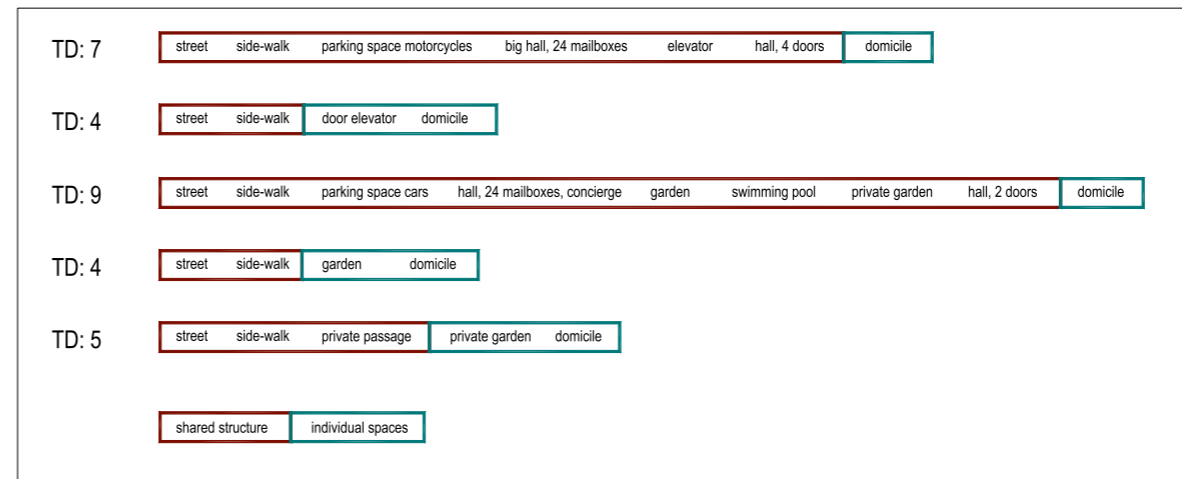 TD: 7 street side-walk parking space motorcycles big hall, 24 mailboxes elevator hall, 4 doors domicile
TD: 4 street side-walk door elevator domicile
TD: 9 street side-walk parking space cars hall, 24 mailboxes, concierge garden swimming pool private garden hall, 2 doors domicile
TD: 4 street side-walk garden domicile
TD: 5 street side-walk private passage private garden domicile
shared structure individual spaces